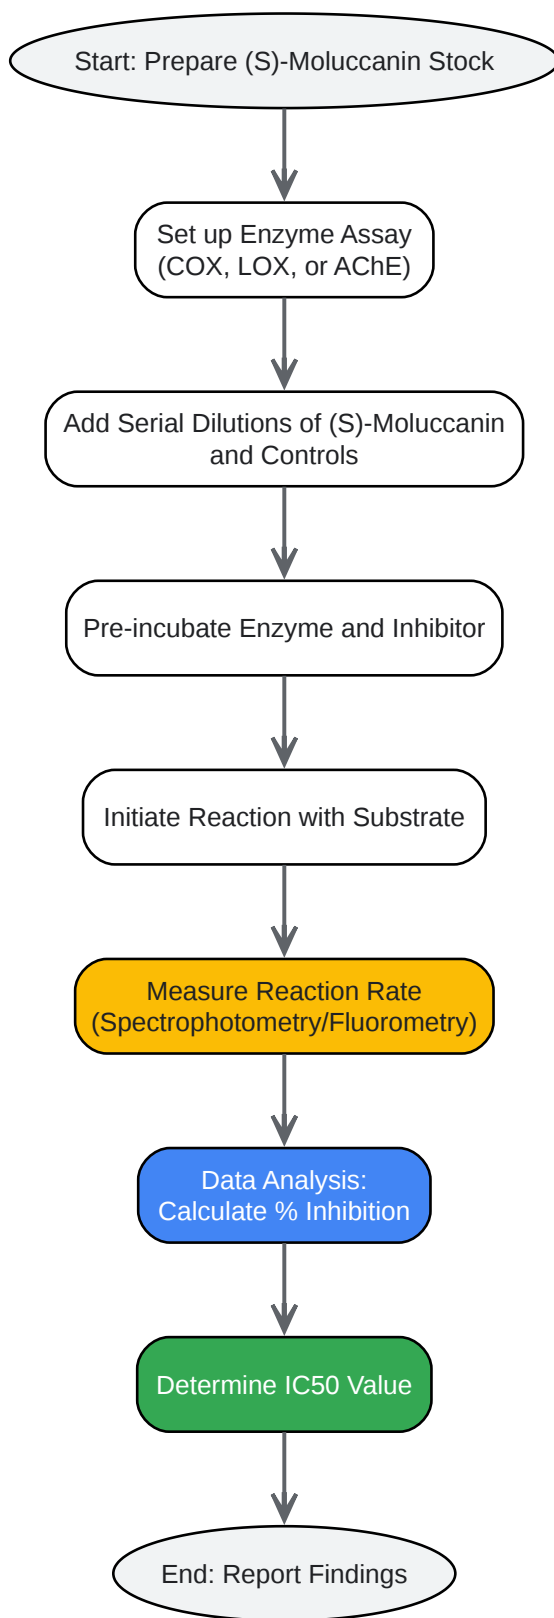 Start: Prepare (S)-Moluccanin Stock
Set up Enzyme Assay
(COX, LOX, or AChE)
Add Serial Dilutions of (S)-Moluccanin
and Controls
Pre-incubate Enzyme and Inhibitor
Initiate Reaction with Substrate
Measure Reaction Rate
(Spectrophotometry/Fluorometry)
Data Analysis:
Calculate % Inhibition
Determine IC50 Value
End: Report Findings